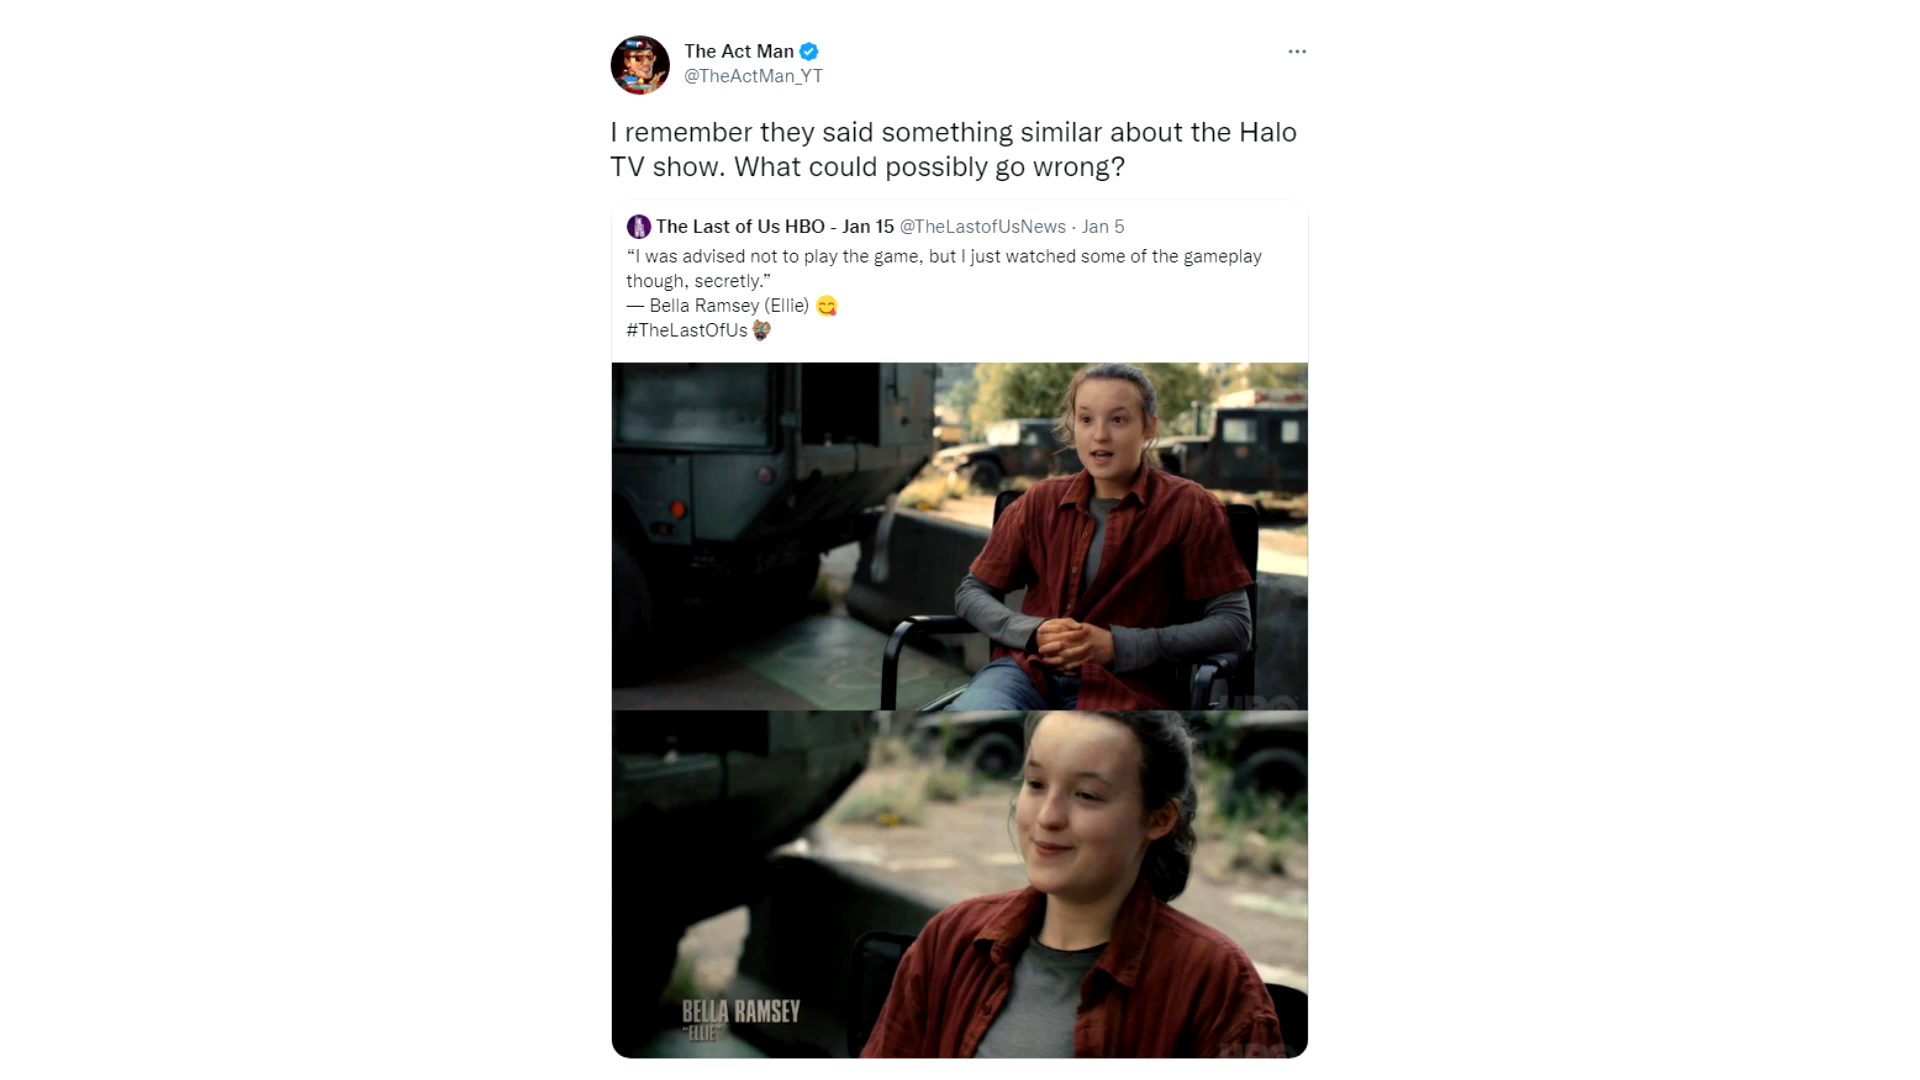 The Act Man
@TheActMan_YT
I remember they said something similar about the Halo
TV show. What could possibly go wrong?
The Last of Us HBO - Jan 15 @TheLastofUsNews · Jan 5
“I was advised not to play the game, but I just watched some of the gameplay
though, secretly.”
— Bella Ramsey (Ellie) 😋
#TheLastOfUs
HBO
BELLA RAMSEY
“ELLIE”
HBO